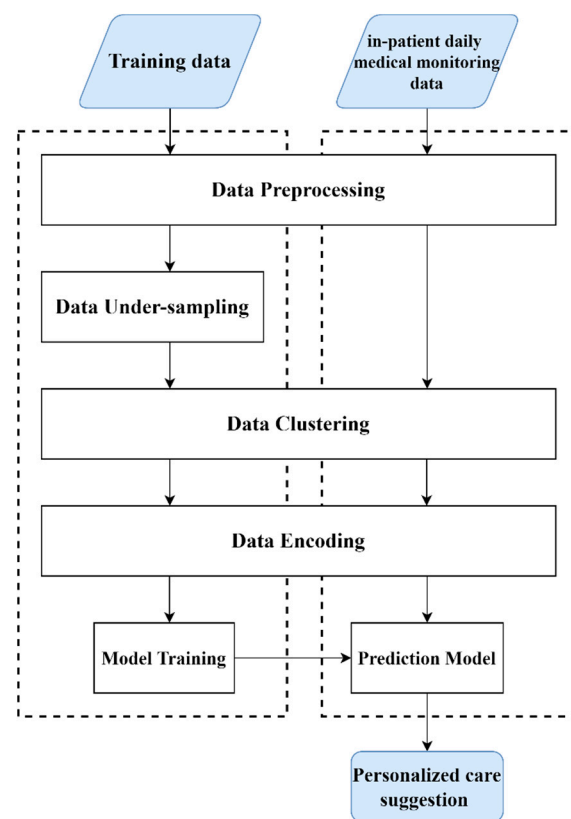 Training data
in-patient daily
medical monitoring
data
Data Preprocessing
Data Under-sampling
Data Clustering
Data Encoding
Model Training
Prediction Model
Personalized care
suggestion